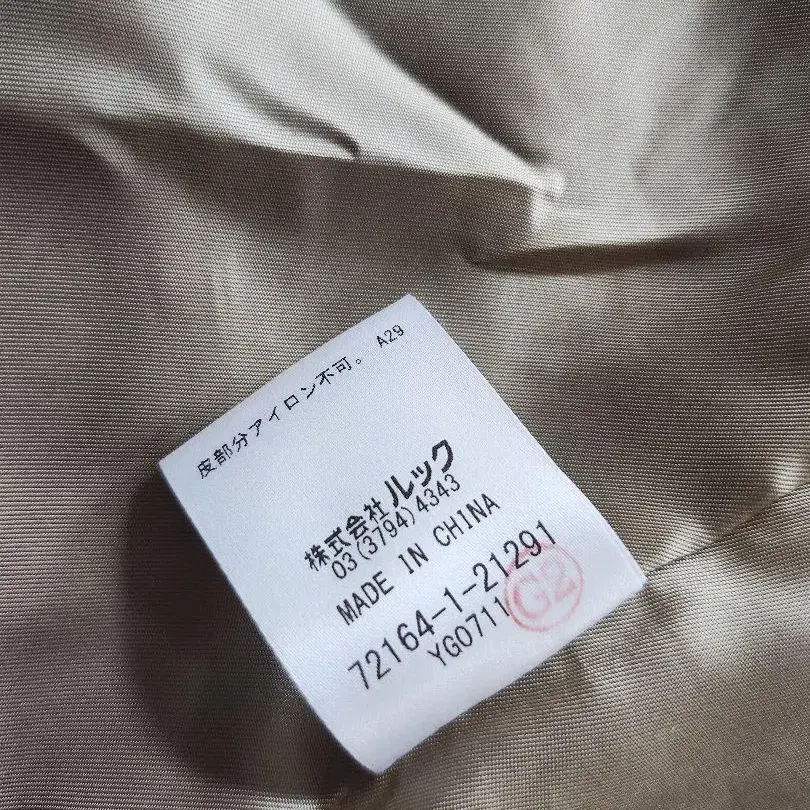 皮部分アイロン不可。 A29
株式会社 ルック
03(3794)4343
MADE IN CHINA
72164-1-21291
YG0711
G2